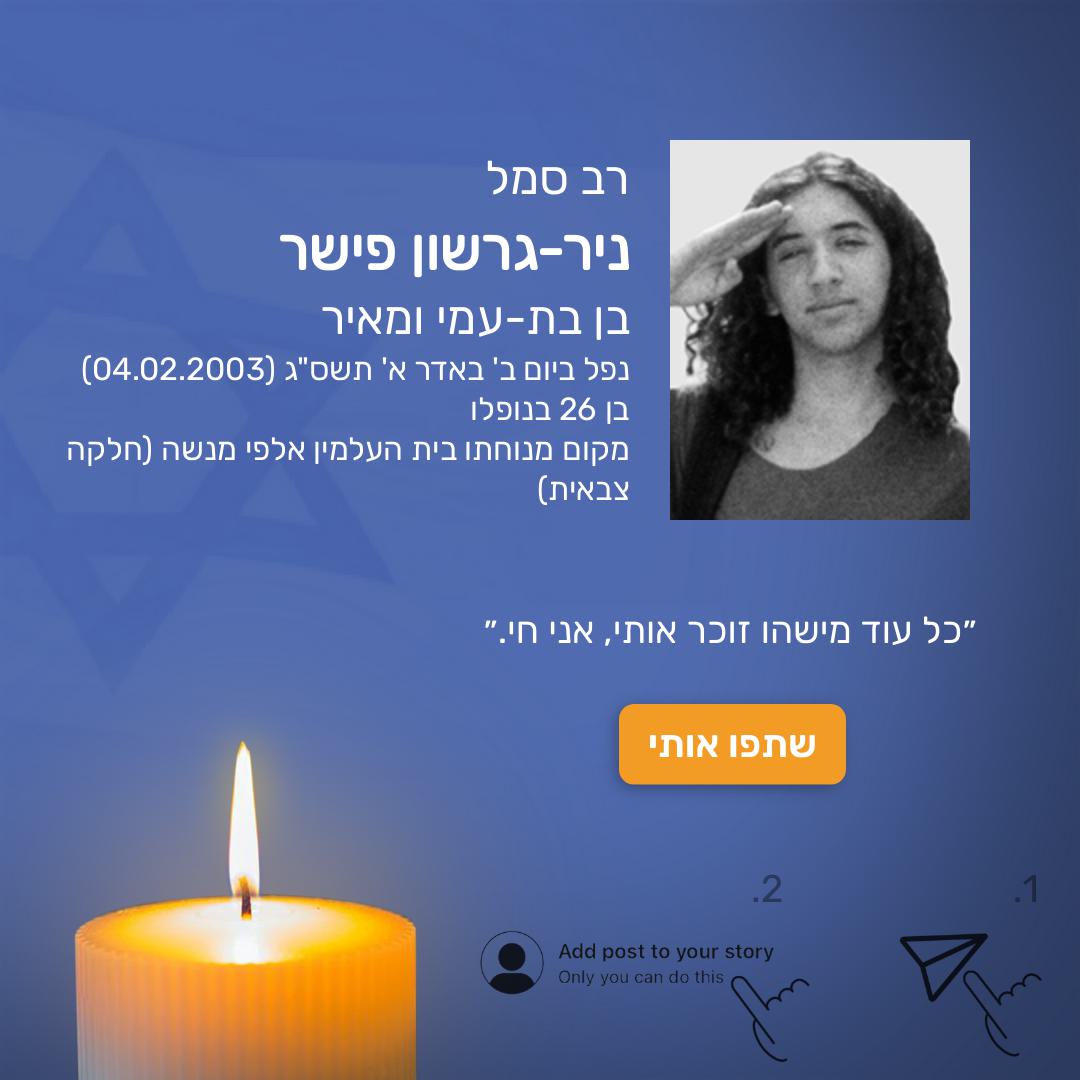 רב סמל
ניר-גרשון פישר
בן בת-עמי ומאיר
נפל ביום ב' באדר א' תשס"ג (04.02.2003)
בן 26 בנופלו
מקום מנוחתו בית העלמין אלפי מנשה (חלקה
צבאית)
״כל עוד מישהו זוכר אותי, אני חי.״
שתפו אותי
1.
2.
Add post to your story
Only you can do this